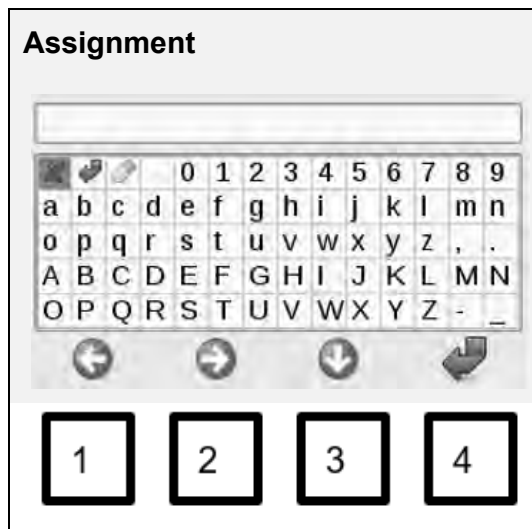 Assignment
0 1 2 3 4 5 6 7 8 9
a b c d e f g h i j k l m n
o p q r s t u v w x y z , .
A B C D E F G H I J K L M N
O P Q R S T U V W X Y Z - _
1 2 3 4